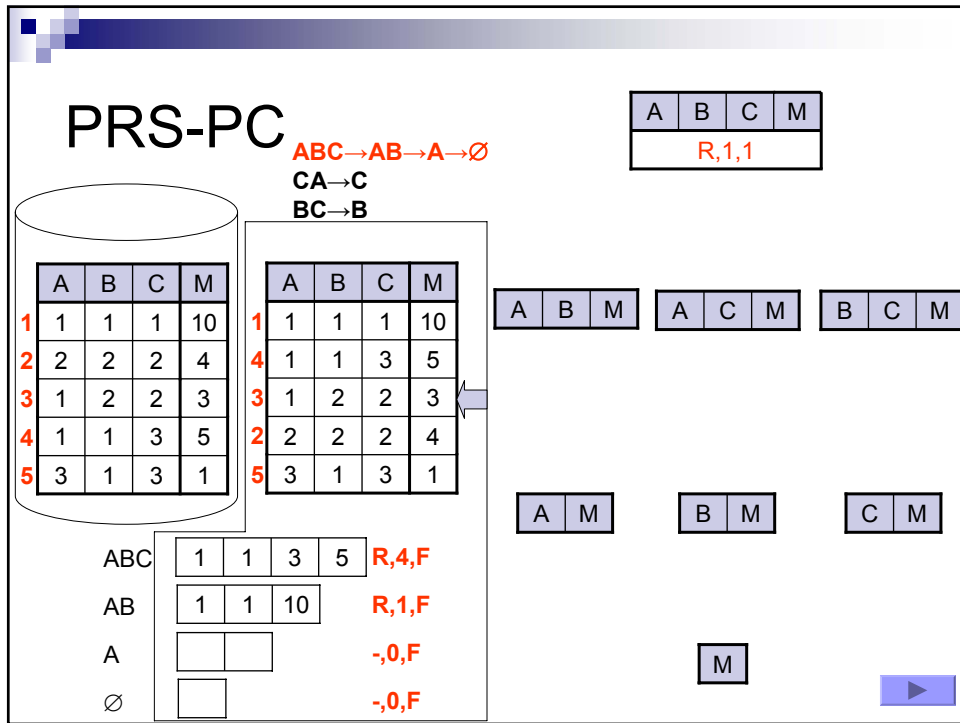 PRS-PC
ABC→AB→A→∅
CA→C
BC→B
A B C M
R,1,1
A B C M
1 1 1 1 10
2 2 2 2 4
3 1 2 2 3
4 1 1 3 5
5 3 1 3 1
A B C M
1 1 1 1 10
4 1 1 3 5
3 1 2 2 3
2 2 2 2 4
5 3 1 3 1
A B M
A C M
B C M
A M
B M
C M
M
ABC 1 1 3 5 R,4,F
AB 1 1 10 R,1,F
A -,0,F
∅ -,0,F